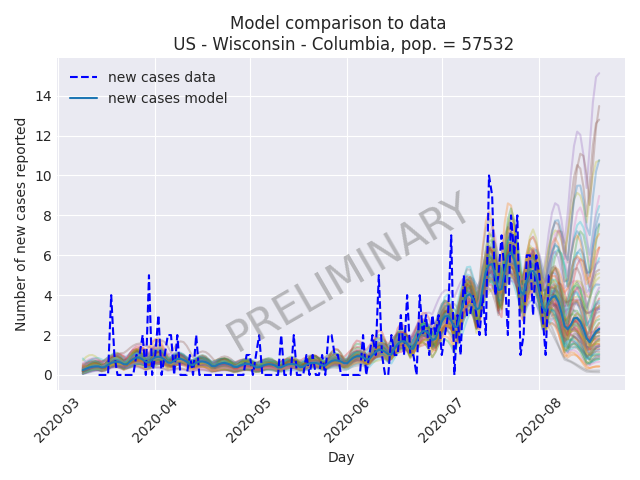 Model comparison to data
US - Wisconsin - Columbia, pop. = 57532
new cases data
new cases model
14
12
10
8
6
4
2
0
Number of new cases reported
PRELIMINARY
2020-03
2020-04
2020-05
2020-06
2020-07
2020-08
Day